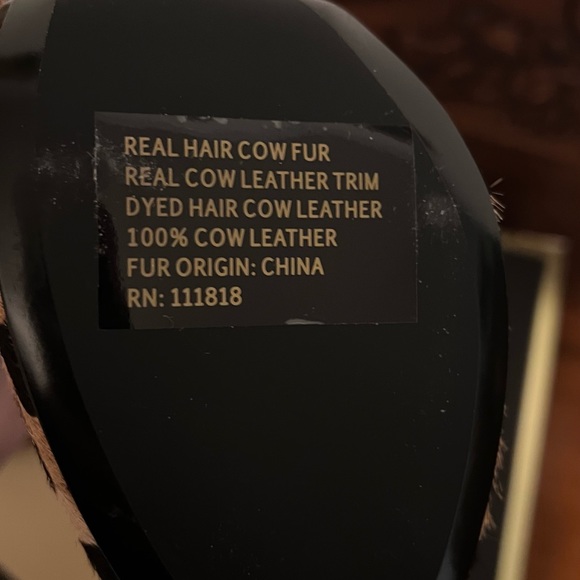 REAL HAIR COW FUR
REAL COW LEATHER TRIM
DYED HAIR COW LEATHER
100% COW LEATHER
FUR ORIGIN: CHINA
RN: 111818